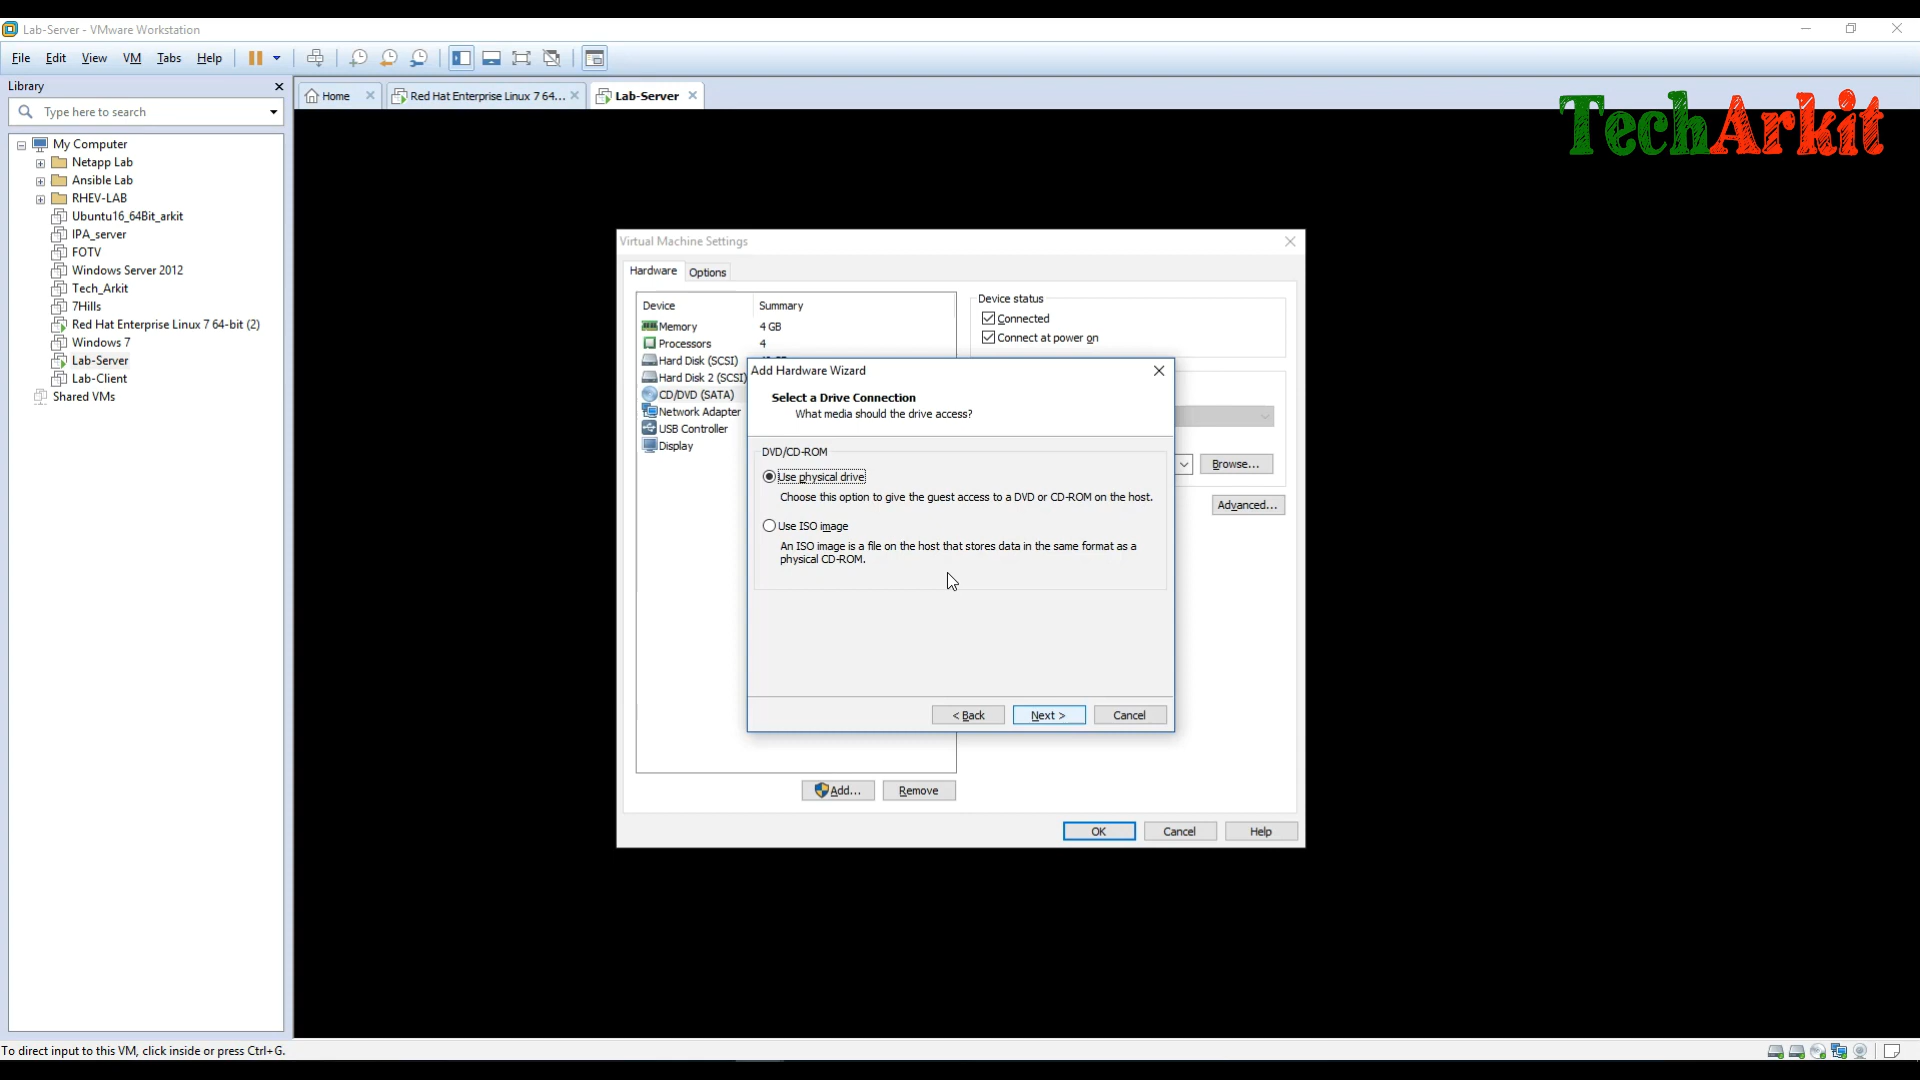 Lab-Server - VMware Workstation
File Edit View VM Tabs Help
Library
Type here to search
My Computer
Netapp Lab
Ansible Lab
RHEV-LAB
Ubuntu16_64Bit_arkit
IPA_server
FOTV
Windows Server 2012
Tech_Arkit
7Hills
Red Hat Enterprise Linux 7 64-bit (2)
Windows 7
Lab-Server
Lab-Client
Shared VMs
Home
Red Hat Enterprise Linux 7 64...
Lab-Server
TechArkit
Virtual Machine Settings
Hardware Options
Device Summary
Memory 4 GB
Processors 4
Hard Disk (SCSI)
Hard Disk 2 (SCSI)
CD/DVD (SATA)
Network Adapter
USB Controller
Display
Device status
Connected
Connect at power on
Browse...
Advanced...
Add Hardware Wizard
Select a Drive Connection
What media should the drive access?
DVD/CD-ROM
Use physical drive
Choose this option to give the guest access to a DVD or CD-ROM on the host.
Use ISO image
An ISO image is a file on the host that stores data in the same format as a
physical CD-ROM.
< Back Next > Cancel
Add... Remove
OK Cancel Help
To direct input to this VM, click inside or press Ctrl+G.